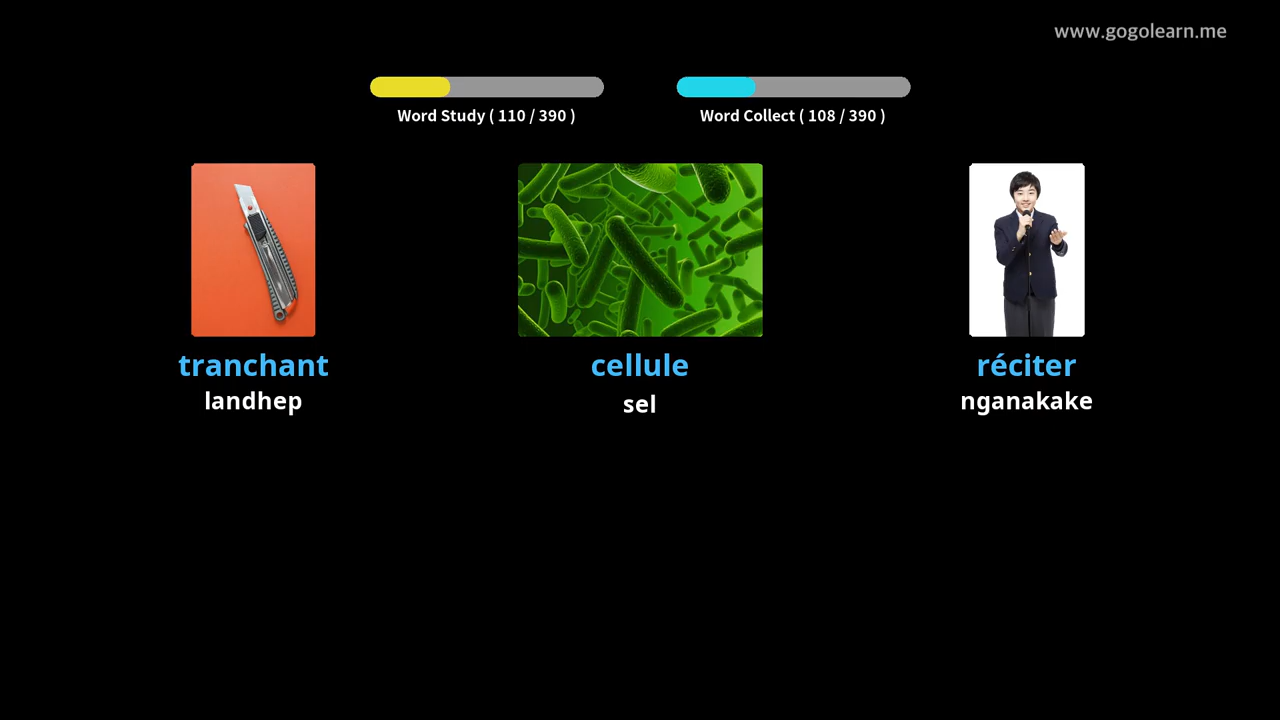 www.gogolearn.me
Word Study ( 110 / 390 )
Word Collect ( 108 / 390 )
tranchant
landhep
cellule
sel
réciter
nganakake